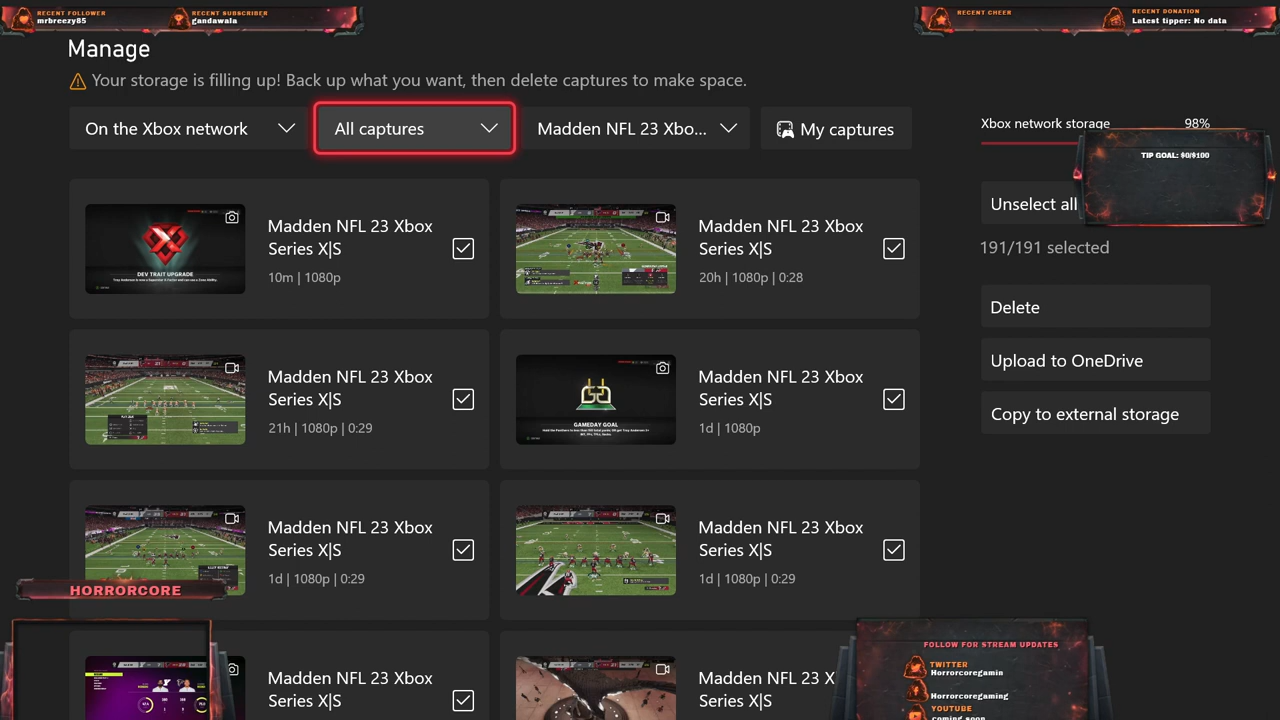 RECENT FOLLOWER
mrbreezy85
RECENT SUBSCRIBER
gandawala
RECENT CHEER
RECENT DONATION
Latest tipper: No data
Manage
Your storage is filling up! Back up what you want, then delete captures to make space.
On the Xbox network
All captures
Madden NFL 23 Xbo...
My captures
Xbox network storage
98%
TIP GOAL: $0/$100
Unselect all
191/191 selected
Delete
Upload to OneDrive
Copy to external storage
DEV TRAIT UPGRADE
Madden NFL 23 Xbox
Series X|S
10m | 1080p
Madden NFL 23 Xbox
Series X|S
20h | 1080p | 0:28
Madden NFL 23 Xbox
Series X|S
21h | 1080p | 0:29
GAMEDAY GOAL
Madden NFL 23 Xbox
Series X|S
1d | 1080p
Madden NFL 23 Xbox
Series X|S
1d | 1080p | 0:29
Madden NFL 23 Xbox
Series X|S
1d | 1080p | 0:29
HORRORCORE
Madden NFL 23 Xbox
Series X|S
Madden NFL 23 X
Series X|S
FOLLOW FOR STREAM UPDATES
TWITTER
Horrorcoregamin
Horrorcoregaming
YOUTUBE
coming soon